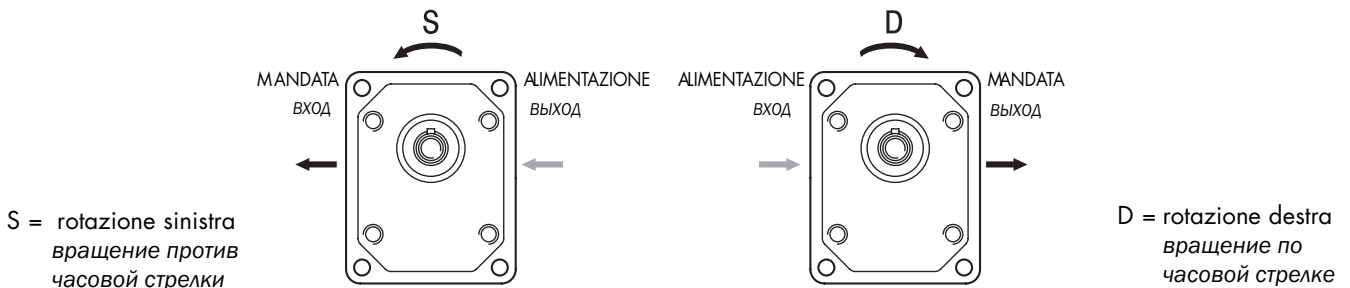 S
MANDATA
ВХОД
ALIMENTAZIONE
ВЫХОД
S = rotazione sinistra
вращение против
часовой стрелки
D
ALIMENTAZIONE
ВХОД
MANDATA
ВЫХОД
D = rotazione destra
вращение по
часовой стрелке